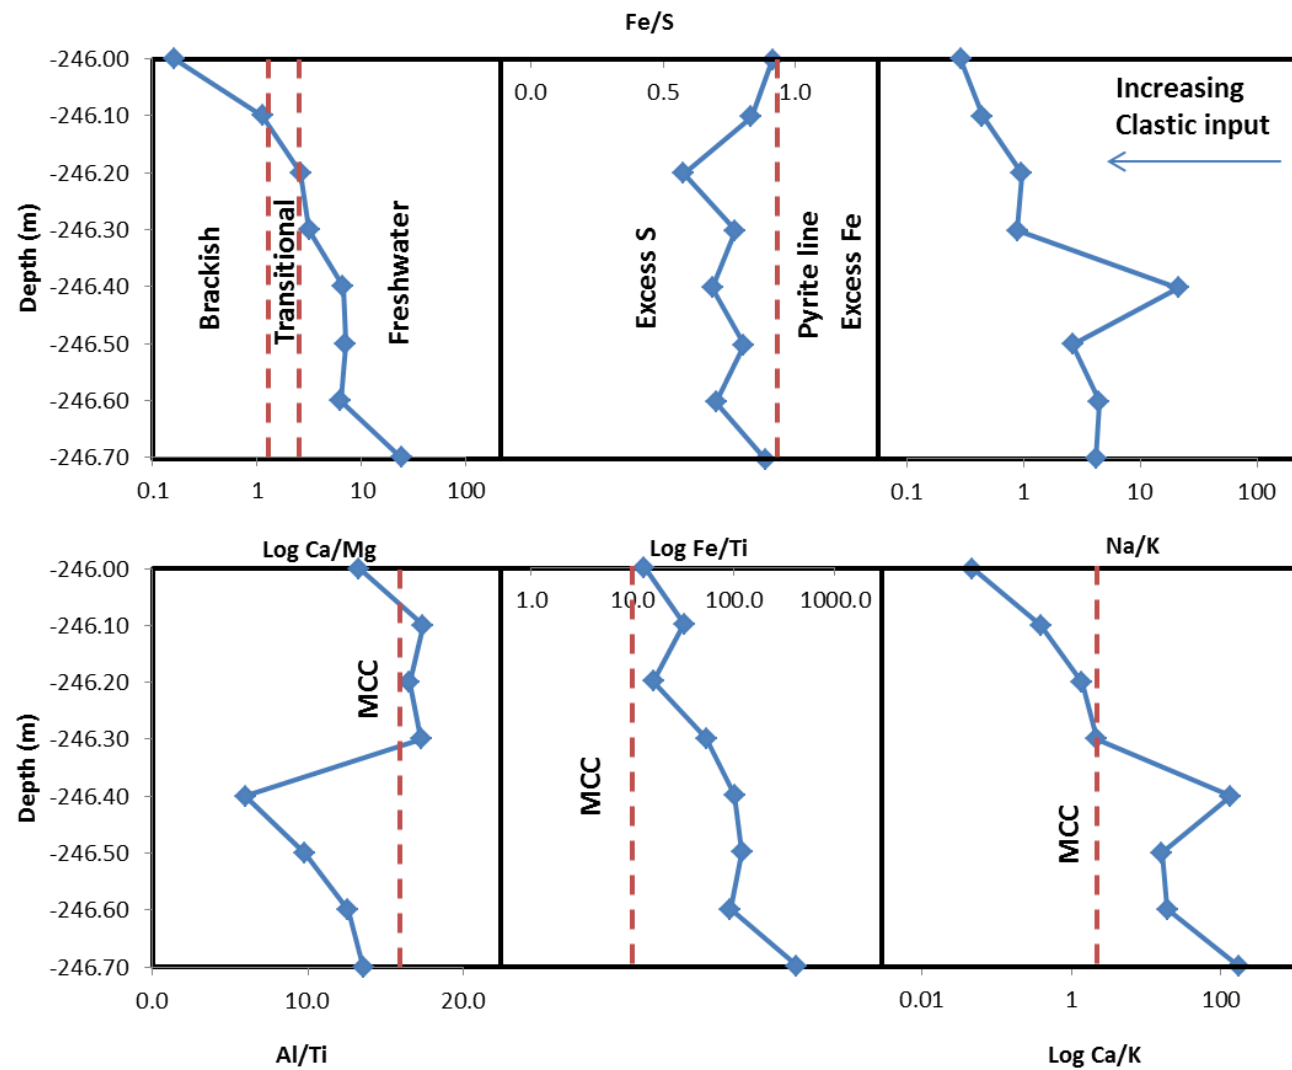 Fe/S
-246.00
-246.10
-246.20
-246.30
-246.40
-246.50
-246.60
-246.70
Depth (m)
Brackish
Transitional
Freshwater
0.1 1 10 100
Log Ca/Mg
0.0 0.5 1.0
Excess S
Pyrite line
Excess Fe
Increasing
Clastic input
0.1 1 10 100
Na/K
-246.00
-246.10
-246.20
-246.30
-246.40
-246.50
-246.60
-246.70
Depth (m)
MCC
0.0 10.0 20.0
Al/Ti
Log Fe/Ti
1.0 10.0 100.0 1000.0
MCC
MCC
0.01 1 100
Log Ca/K